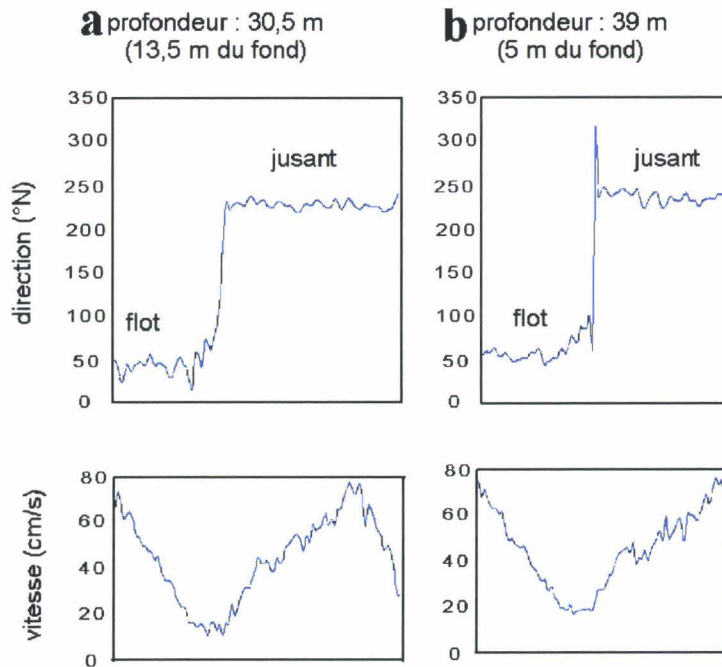 a profondeur : 30,5 m
(13,5 m du fond)
b profondeur : 39 m
(5 m du fond)
direction (°N)
350
300
250
200
150
100
50
0
jusant
flot
350
300
250
200
150
100
50
0
jusant
flot
vitesse (cm/s)
80
60
40
20
0
80
60
40
20
0